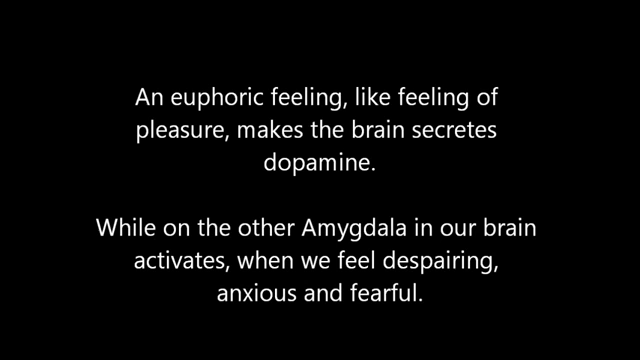 An euphoric feeling, like feeling of
pleasure, makes the brain secretes
dopamine.
While on the other Amygdala in our brain
activates, when we feel despairing,
anxious and fearful.